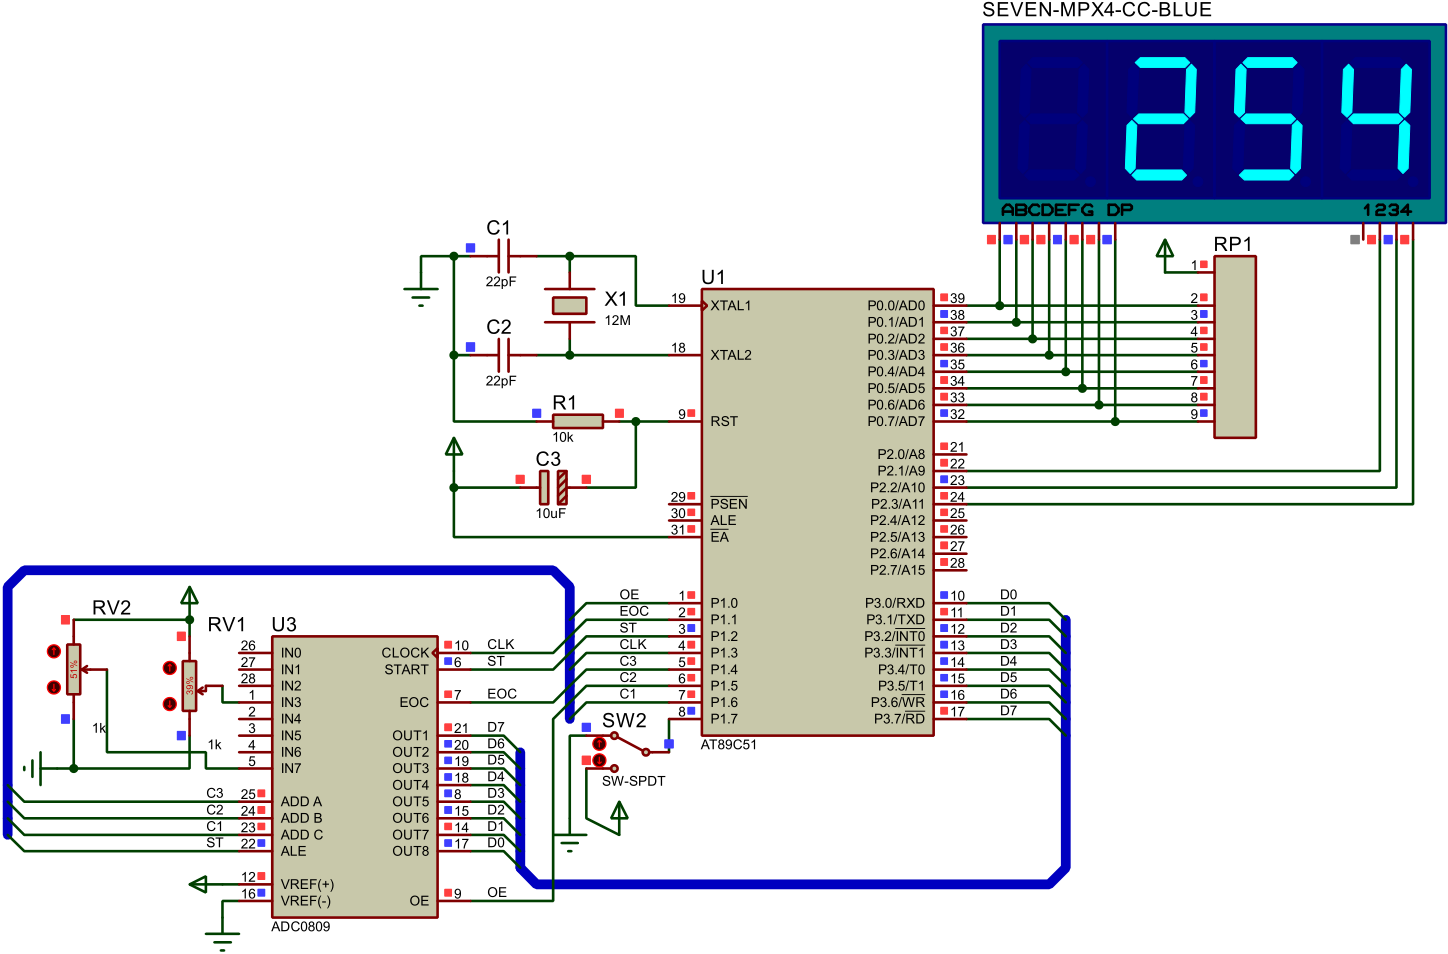 SEVEN-MPX4-CC-BLUE
254
ABCDEFG DP
1234
RP1
1
2
3
4
5
6
7
8
9
C1
22pF
X1
12M
C2
22pF
R1
10k
C3
10uF
U1
19 XTAL1
18 XTAL2
9 RST
29 PSEN
30 ALE
31 EA
P0.0/AD0 39
P0.1/AD1 38
P0.2/AD2 37
P0.3/AD3 36
P0.4/AD4 35
P0.5/AD5 34
P0.6/AD6 33
P0.7/AD7 32
P2.0/A8 21
P2.1/A9 22
P2.2/A10 23
P2.3/A11 24
P2.4/A12 25
P2.5/A13 26
P2.6/A14 27
P2.7/A15 28
OE 1 P1.0
EOC 2 P1.1
ST 3 P1.2
CLK 4 P1.3
C3 5 P1.4
C2 6 P1.5
C1 7 P1.6
8 P1.7
P3.0/RXD 10 D0
P3.1/TXD 11 D1
P3.2/INT0 12 D2
P3.3/INT1 13 D3
P3.4/T0 14 D4
P3.5/T1 15 D5
P3.6/WR 16 D6
P3.7/RD 17 D7
AT89C51
SW2
SW-SPDT
RV2
51%
1k
RV1
39%
1k
U3
26 IN0
27 IN1
28 IN2
1 IN3
2 IN4
3 IN5
4 IN6
5 IN7
C3 25 ADD A
C2 24 ADD B
C1 23 ADD C
ST 22 ALE
12 VREF(+)
16 VREF(-)
CLOCK 10 CLK
START 6 ST
EOC 7 EOC
OUT1 21 D7
OUT2 20 D6
OUT3 19 D5
OUT4 18 D4
OUT5 8 D3
OUT6 15 D2
OUT7 14 D1
OUT8 17 D0
OE 9 OE
ADC0809